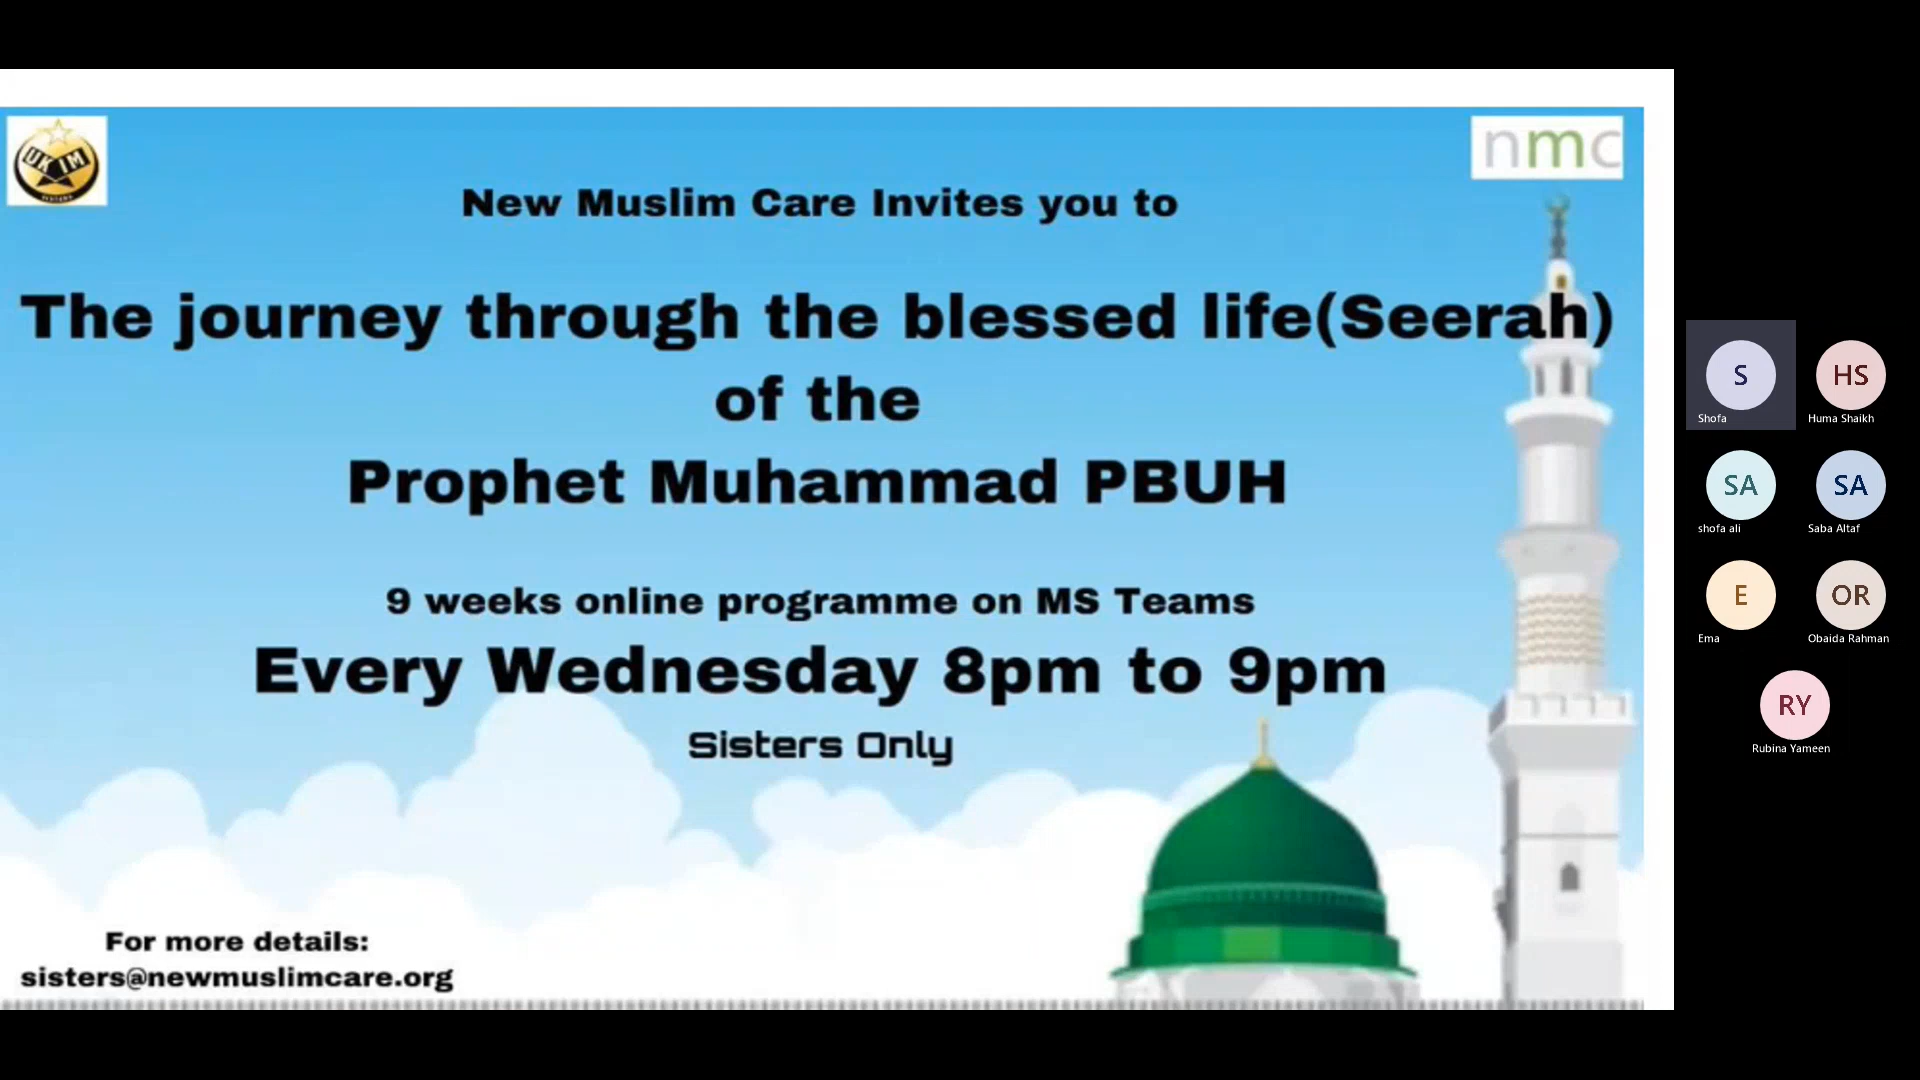 UK IM
nmc
New Muslim Care Invites you to
The journey through the blessed life(Seerah)
of the
Prophet Muhammad PBUH
9 weeks online programme on MS Teams
Every Wednesday 8pm to 9pm
Sisters Only
For more details:
sisters@newmuslimcare.org
S
Shofa
HS
Huma Shaikh
SA
shofa ali
SA
Saba Altaf
E
Ema
OR
Obaida Rahman
RY
Rubina Yameen